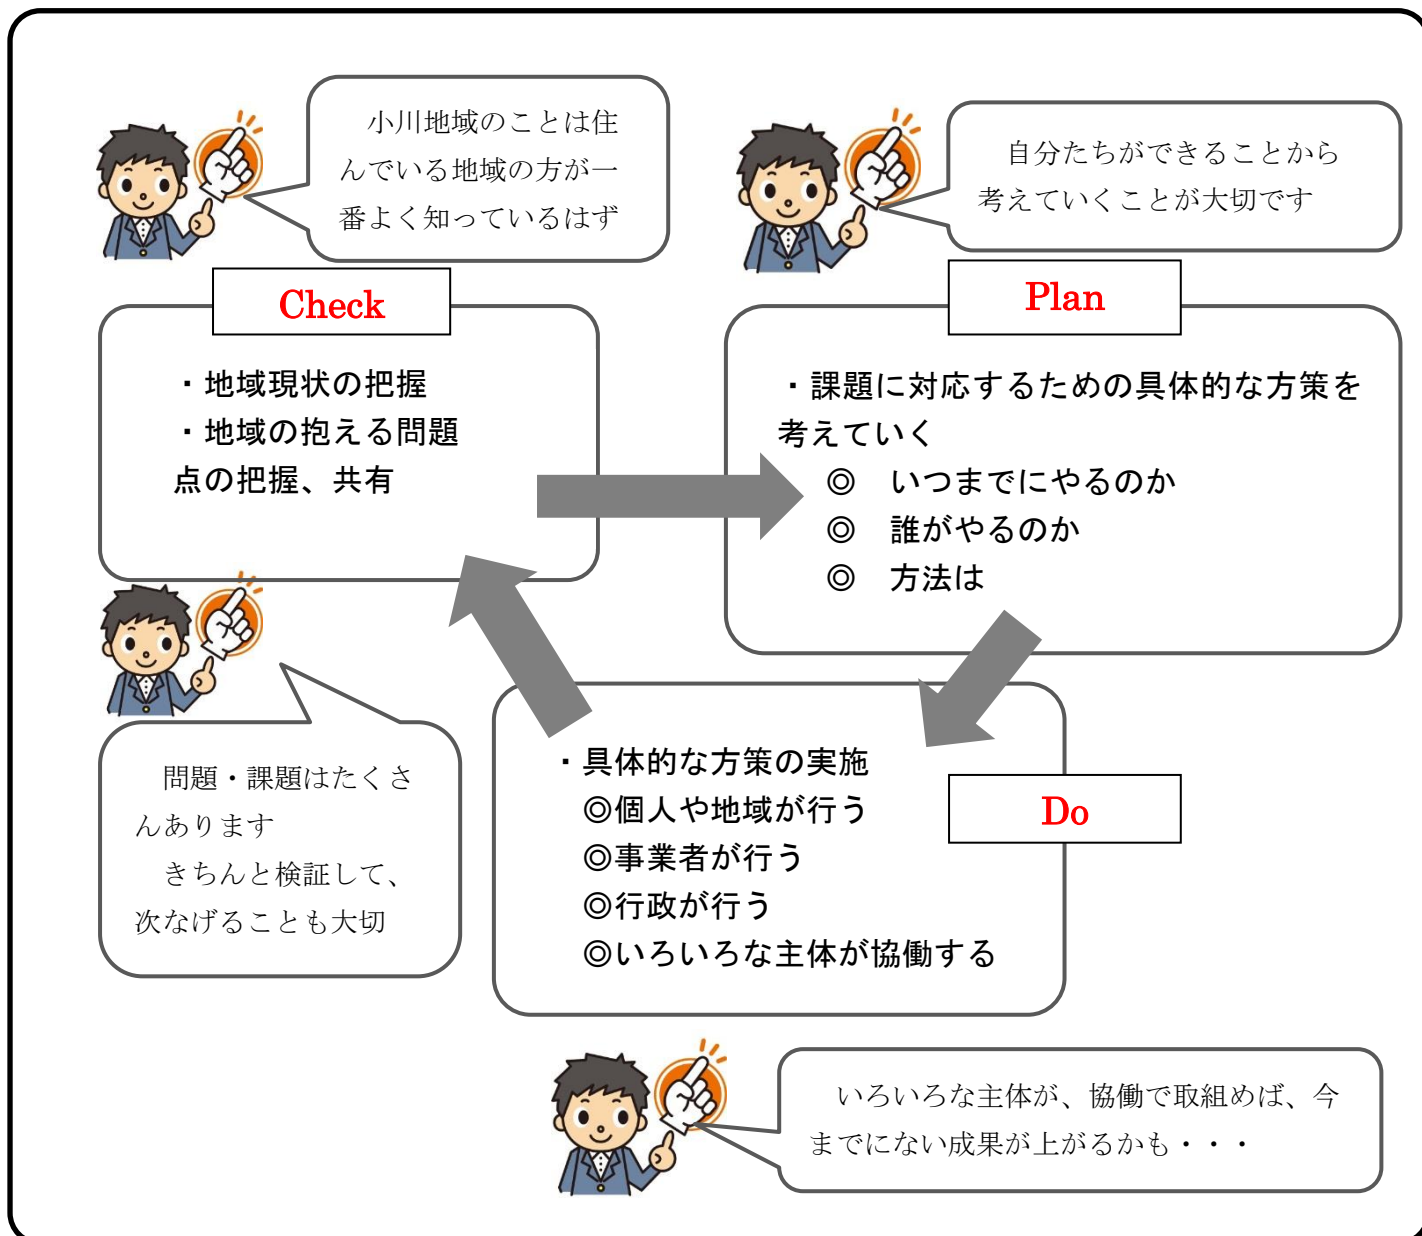 小川地域のことは住
んでいる地域の方が一
番よく知っているはず
自分たちができることから
考えていくことが大切です
Check
・地域現状の把握
・地域の抱える問題
点の把握、共有
Plan
・課題に対応するための具体的な方策を
考えていく
◎　いつまでにやるのか
◎　誰がやるのか
◎　方法は
問題・課題はたくさ
んあります
きちんと検証して、
次なげることも大切
・具体的な方策の実施
◎個人や地域が行う
◎事業者が行う
◎行政が行う
◎いろいろな主体が協働する
Do
いろいろな主体が、協働で取組めば、今
までにない成果が上がるかも・・・